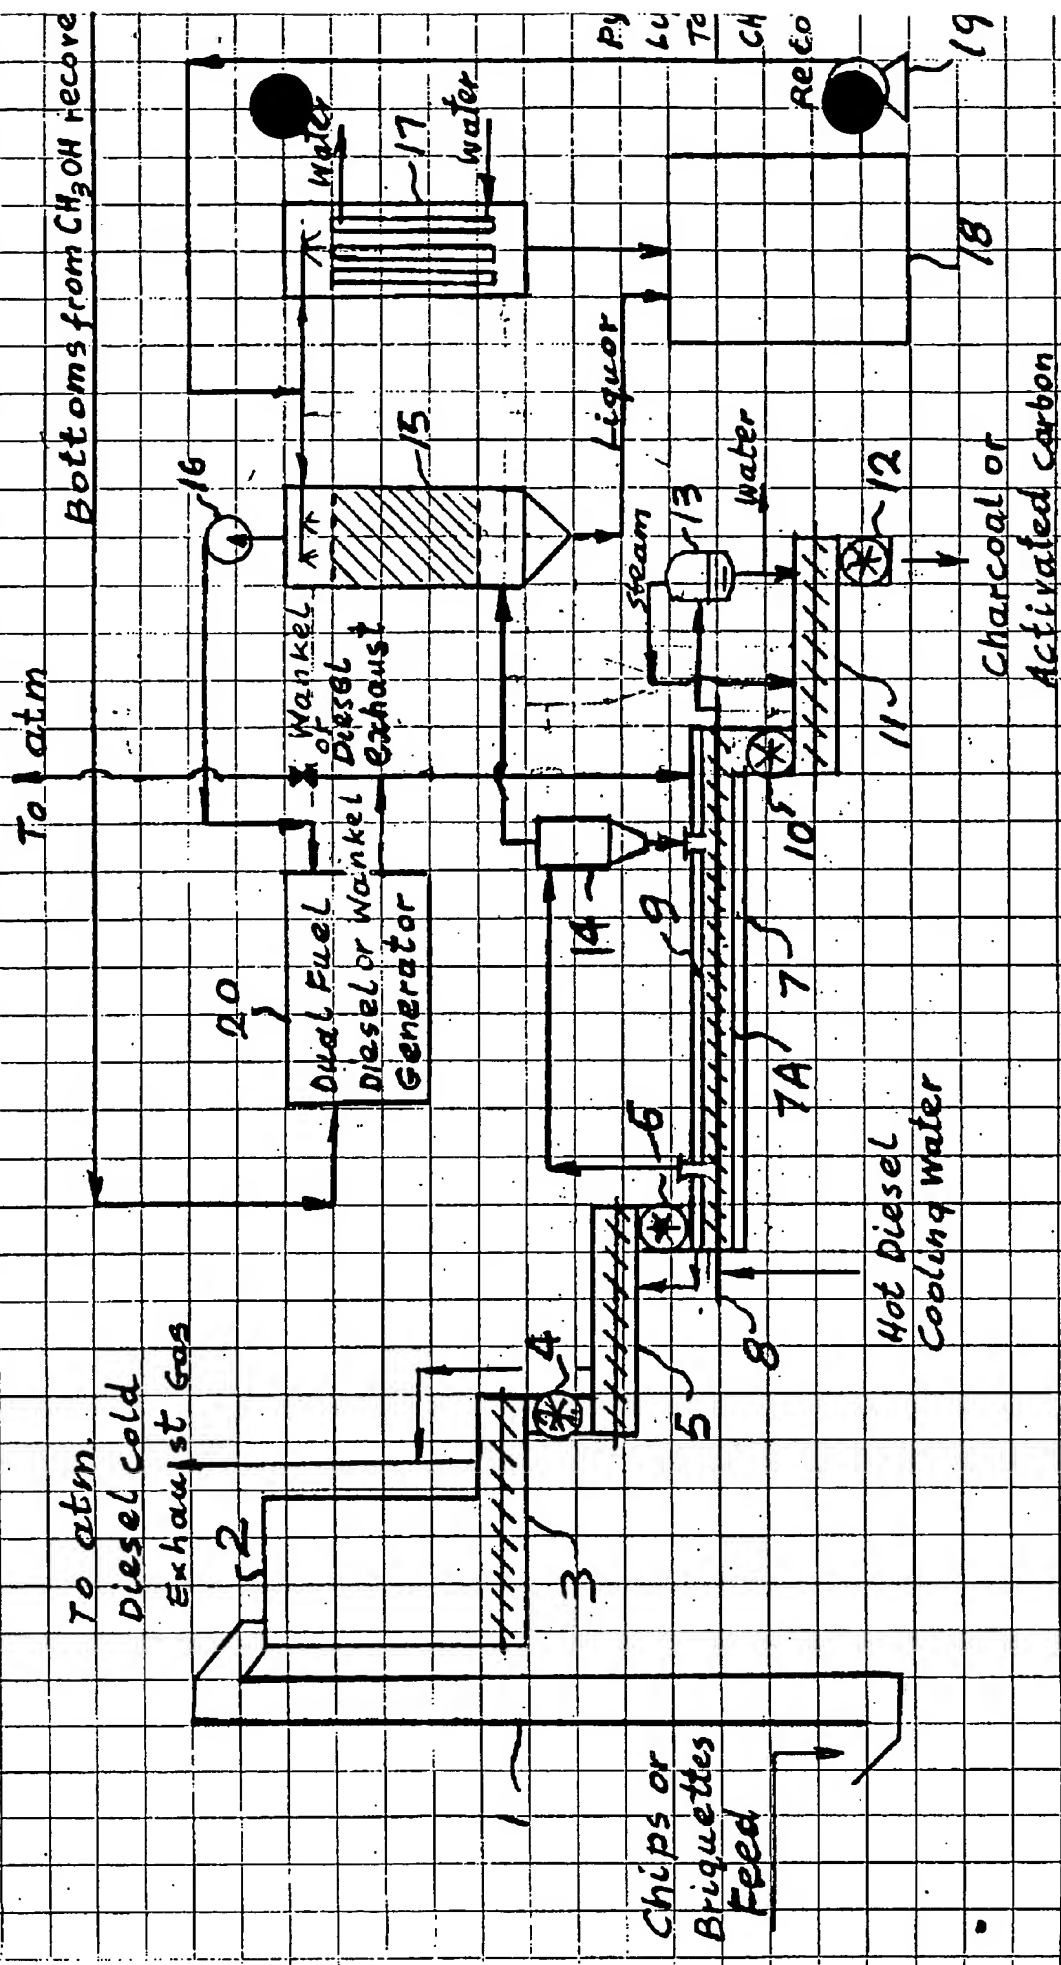 To atm.
Diesel cold
Exhaust Gas
To atm
Bottoms from CH₃OH recove
2
20
16
Dual Fuel
Diesel or Wankel
Generator
Wankel
or
Diesel
exhaust
15
17
Water
Water
1
3
4
5
6
14
9
Liquor
steam
13
Water
12
Chips or
Briquettes
Feed
8
7A
7
10
11
18
19
Hot Diesel
Cooling Water
Charcoal or
Activated Carbon
Py
Lu
To
CH